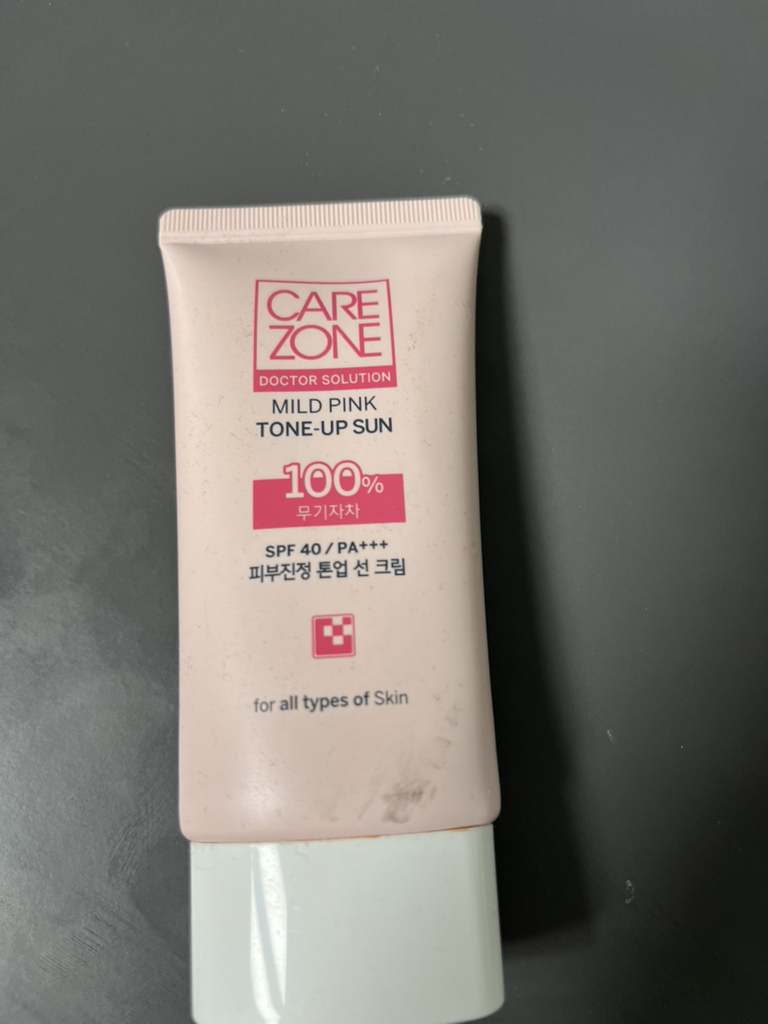 CARE
ZONE
DOCTOR SOLUTION
MILD PINK
TONE-UP SUN
100%
무기자차
SPF 40 / PA+++
피부진정 톤업 선 크림
for all types of Skin